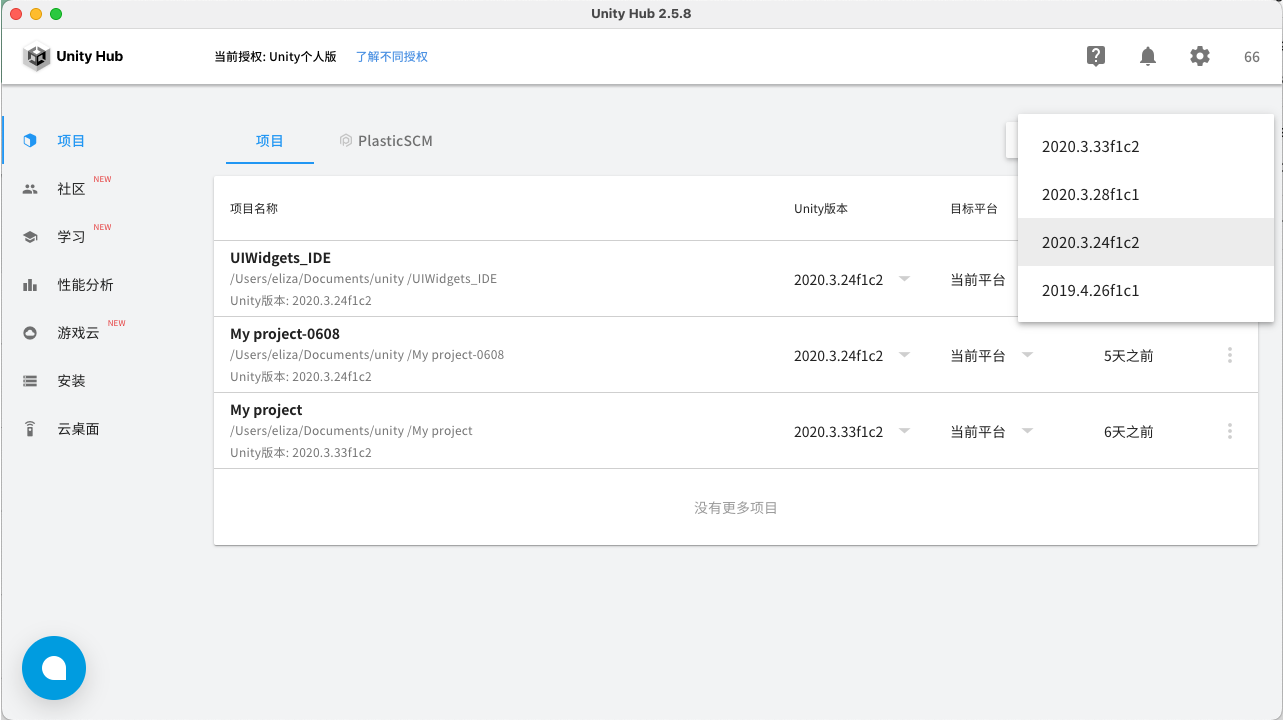 Unity Hub 2.5.8
Unity Hub
当前授权: Unity个人版 了解不同授权
66
项目
社区 NEW
学习 NEW
性能分析
游戏云 NEW
安装
云桌面
项目 PlasticSCM
2020.3.33f1c2
2020.3.28f1c1
2020.3.24f1c2
2019.4.26f1c1
项目名称 Unity版本 目标平台
UIWidgets_IDE
/Users/eliza/Documents/unity /UIWidgets_IDE
Unity版本: 2020.3.24f1c2
2020.3.24f1c2 当前平台
My project-0608
/Users/eliza/Documents/unity /My project-0608
Unity版本: 2020.3.24f1c2
2020.3.24f1c2 当前平台 5天之前
My project
/Users/eliza/Documents/unity /My project
Unity版本: 2020.3.33f1c2
2020.3.33f1c2 当前平台 6天之前
没有更多项目